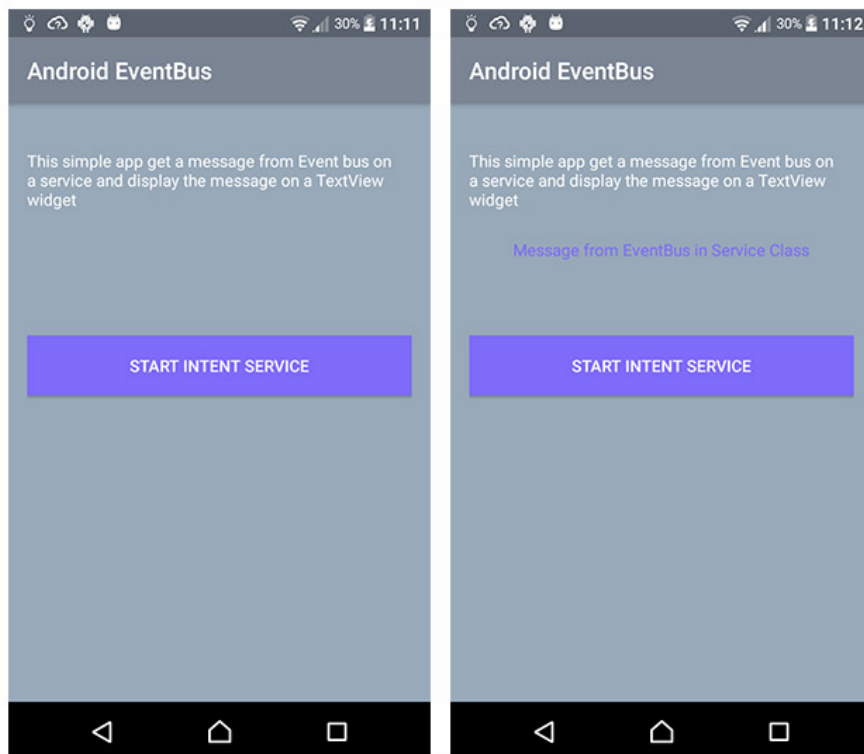 30% 11:11
Android EventBus
This simple app get a message from Event bus on
a service and display the message on a TextView
widget
START INTENT SERVICE
30% 11:12
Android EventBus
This simple app get a message from Event bus on
a service and display the message on a TextView
widget
Message from EventBus in Service Class
START INTENT SERVICE